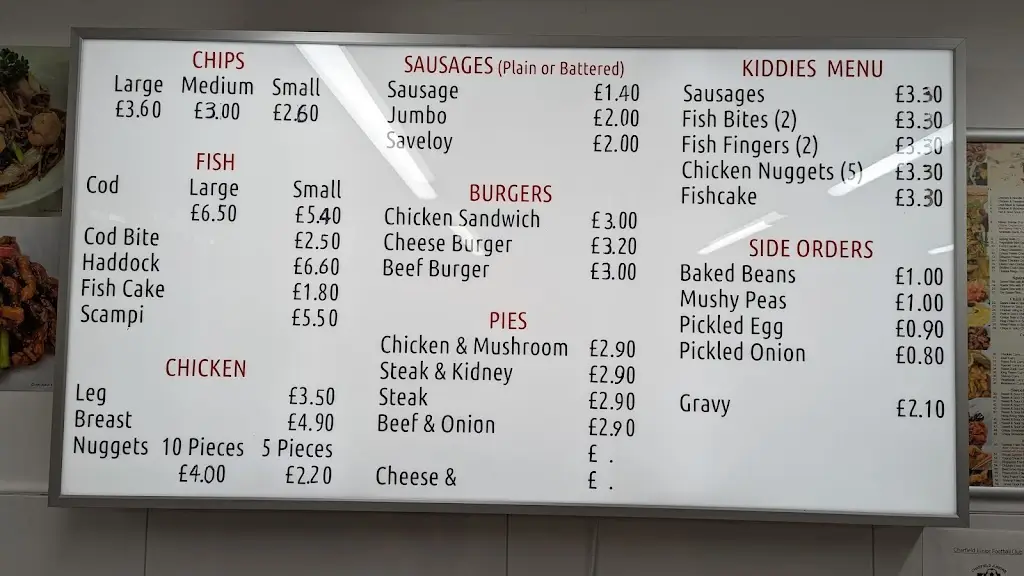 CHIPS
Large Medium Small
£3.60 £3.00 £2.60
FISH
Cod Large Small
£6.50 £5.40
Cod Bite £2.50
Haddock £6.60
Fish Cake £1.80
Scampi £5.50
CHICKEN
Leg £3.50
Breast £4.90
Nuggets 10 Pieces 5 Pieces
£4.00 £2.20
SAUSAGES (Plain or Battered)
Sausage £1.40
Jumbo £2.00
Saveloy £2.00
BURGERS
Chicken Sandwich £3.00
Cheese Burger £3.20
Beef Burger £3.00
PIES
Chicken & Mushroom £2.90
Steak & Kidney £2.90
Steak £2.90
Beef & Onion £2.90
£ .
Cheese & £ .
KIDDIES MENU
Sausages £3.30
Fish Bites (2) £3.30
Fish Fingers (2) £3.30
Chicken Nuggets (5) £3.30
Fishcake £3.30
SIDE ORDERS
Baked Beans £1.00
Mushy Peas £1.00
Pickled Egg £0.90
Pickled Onion £0.80
Gravy £2.10